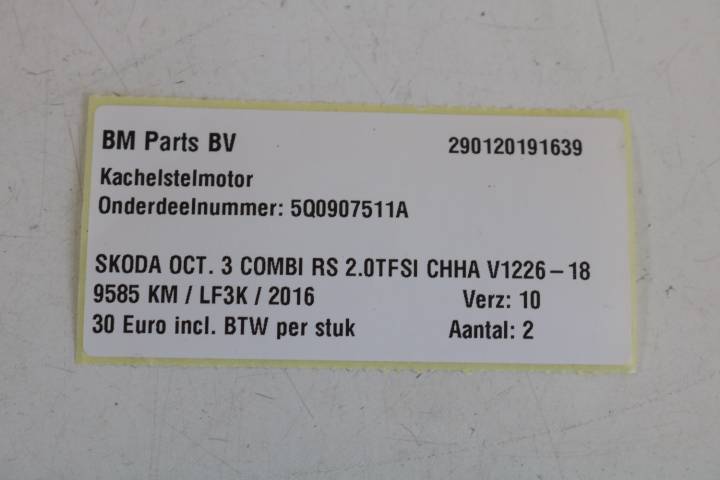 BM Parts BV 290120191639
Kachelstelmotor
Onderdeelnummer: 5Q0907511A
SKODA OCT. 3 COMBI RS 2.0TFSI CHHA V1226-18
9585 KM / LF3K / 2016 Verz: 10
30 Euro incl. BTW per stuk Aantal: 2